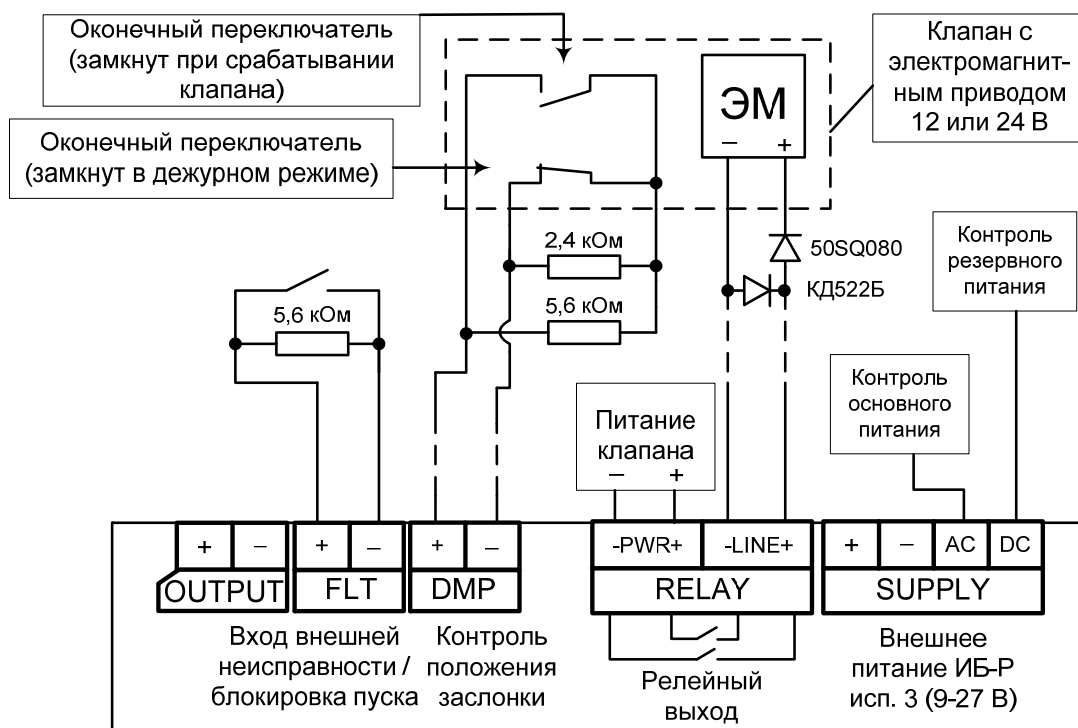 Оконечный переключатель
(замкнут при срабатывании
клапана)
Оконечный переключатель
(замкнут в дежурном режиме)
ЭМ
– +
Клапан с
электромагнит-
ным приводом
12 или 24 В
2,4 кОм
5,6 кОм
5,6 кОм
50SQ080
КД522Б
Контроль
резервного
питания
Контроль
основного
питания
Питание
клапана
– +
+ –
OUTPUT
+ –
FLT
+ –
DMP
-PWR+ -LINE+
RELAY
+ – AC DC
SUPPLY
Вход внешней
неисправности /
блокировка пуска
Контроль
положения
заслонки
Релейный
выход
Внешнее
питание ИБ-Р
исп. 3 (9-27 В)